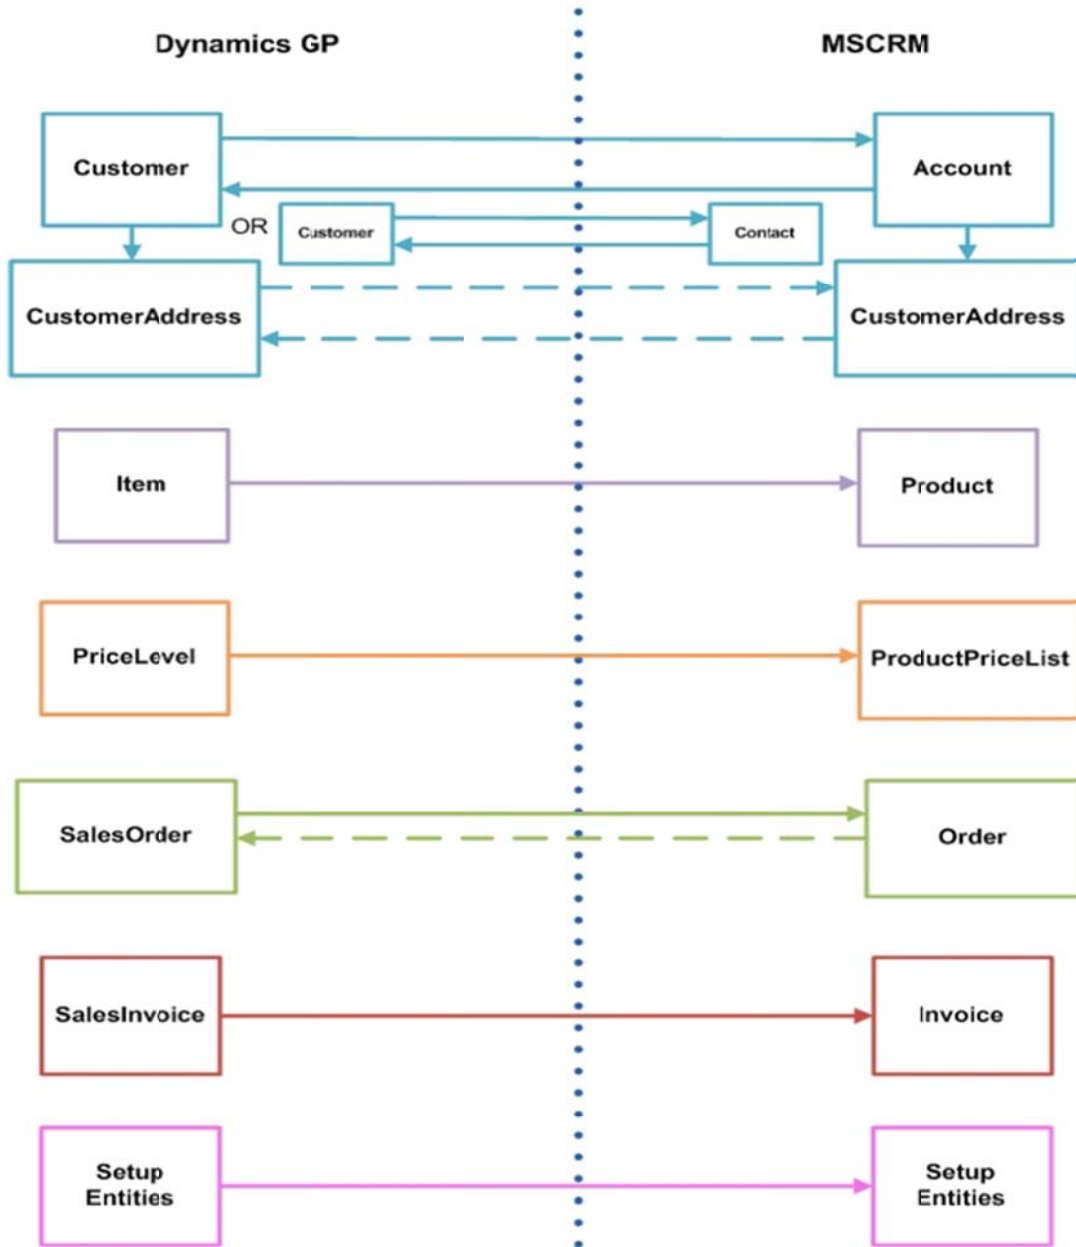 Dynamics GP
MSCRM
Customer
Account
OR
Customer
Contact
CustomerAddress
CustomerAddress
Item
Product
PriceLevel
ProductPriceList
SalesOrder
Order
SalesInvoice
Invoice
Setup
Entities
Setup
Entities